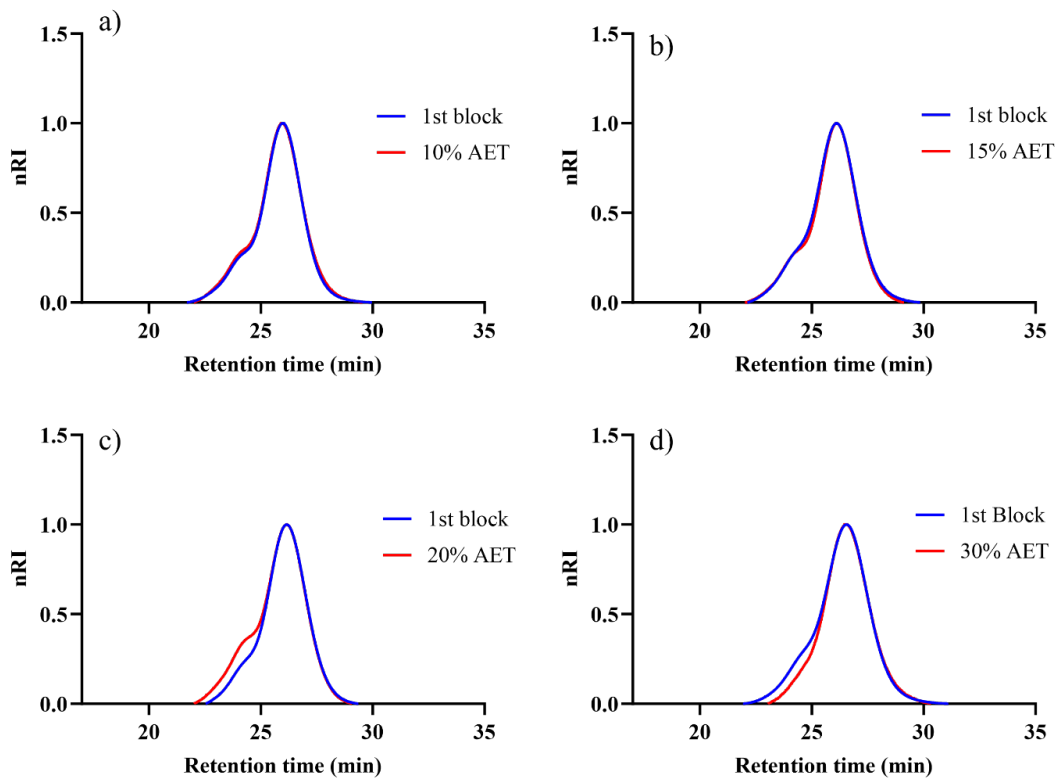 a)
1.5
1.0
0.5
0.0
nRI
1st block
10% AET
20 25 30 35
Retention time (min)
b)
1.5
1.0
0.5
0.0
nRI
1st block
15% AET
20 25 30 35
Retention time (min)
c)
1.5
1.0
0.5
0.0
nRI
1st block
20% AET
20 25 30 35
Retention time (min)
d)
1.5
1.0
0.5
0.0
nRI
1st Block
30% AET
20 25 30 35
Retention time (min)